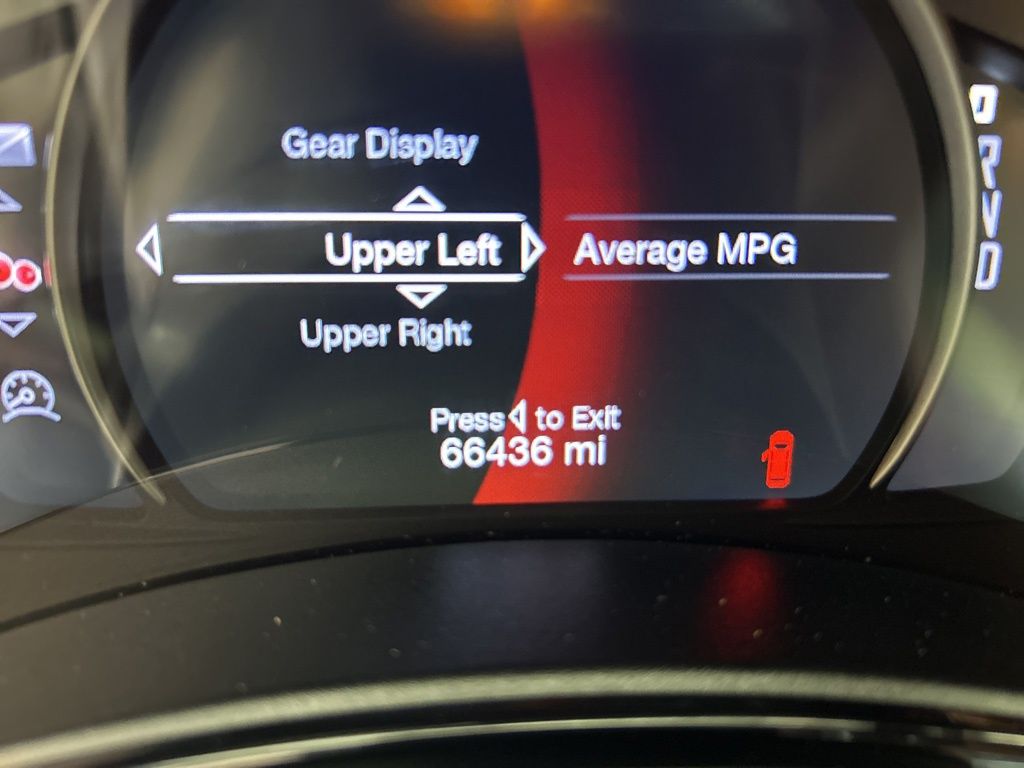 Gear Display
Upper Left
Average MPG
Upper Right
Press to Exit
66436 mi
P
R
N
D